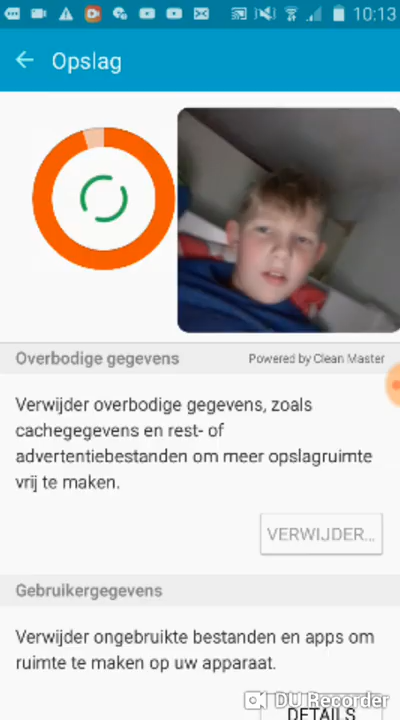 10:13
Opslag
Overbodige gegevens Powered by Clean Master
Verwijder overbodige gegevens, zoals
cachegegevens en rest- of
advertentiebestanden om meer opslagruimte
vrij te maken.
VERWIJDER...
Gebruikergegevens
Verwijder ongebruikte bestanden en apps om
ruimte te maken op uw apparaat.
DETAILS
DU Recorder